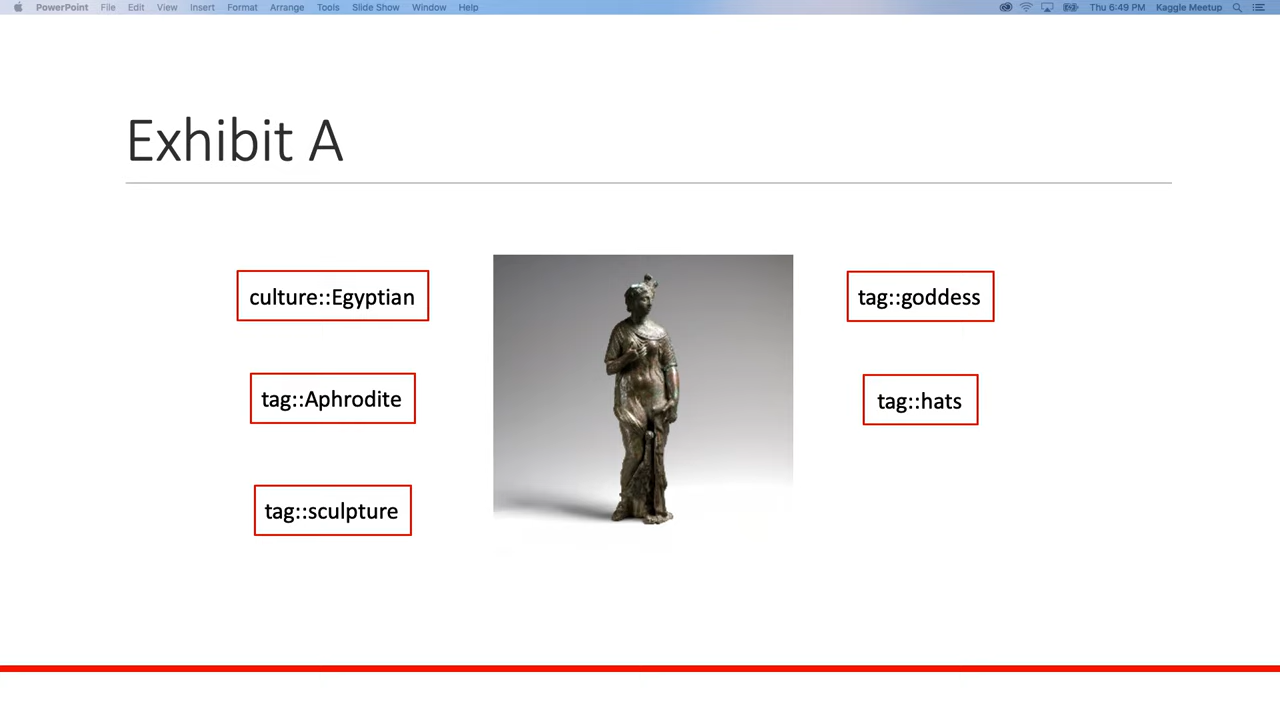 PowerPoint File Edit View Insert Format Arrange Tools Slide Show Window Help Thu 6:49 PM Kaggle Meetup
Exhibit A
culture::Egyptian
tag::goddess
tag::Aphrodite
tag::hats
tag::sculpture